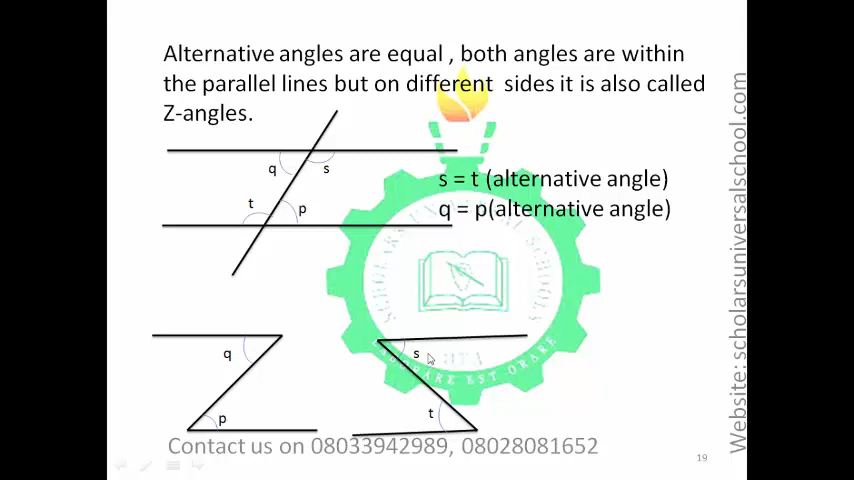 Alternative angles are equal , both angles are within
the parallel lines but on different sides it is also called
Z-angles.
q
s
s = t (alternative angle)
t
p
q = p(alternative angle)
q
s
p
t
Contact us on 08033942989, 08028081652
19
Website: scholarsuniversalschool.com